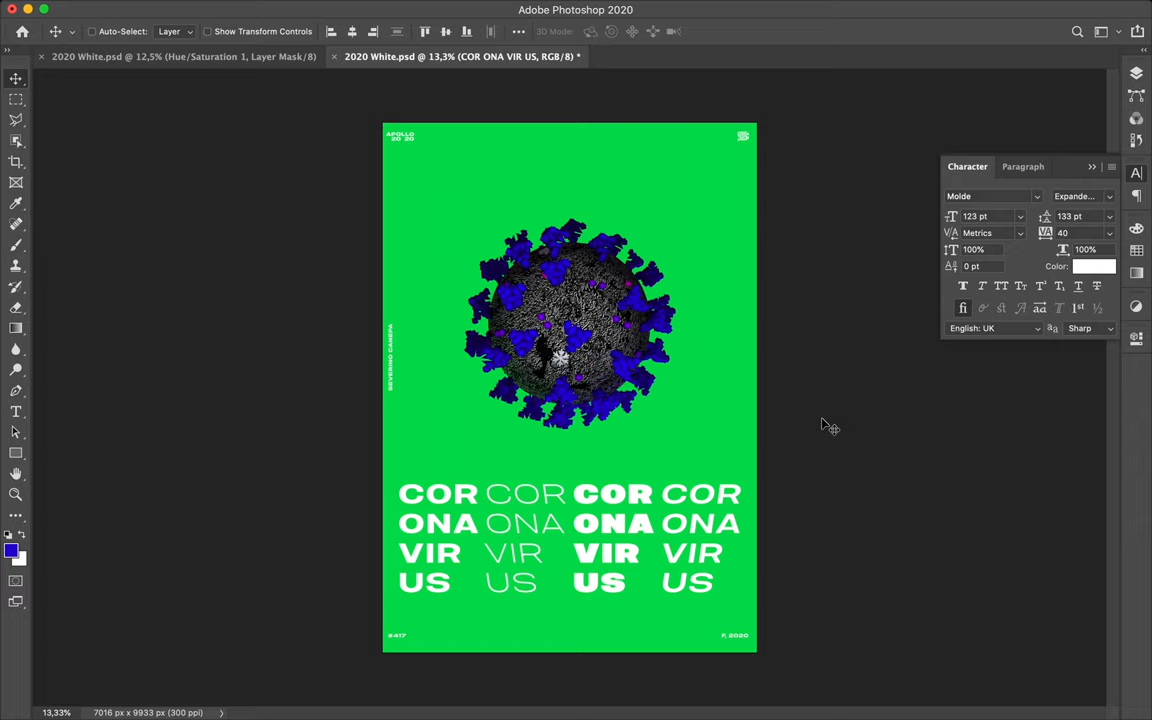 Adobe Photoshop 2020
Auto-Select: Layer Show Transform Controls 3D Mode:
2020 White.psd @ 12,5% (Hue/Saturation 1, Layer Mask/8) 2020 White.psd @ 13,3% (COR ONA VIR US, RGB/8) *
APOLLO
20 20
SEVERINO CANEPA
COR COR COR COR
ONA ONA ONA ONA
VIR VIR VIR VIR
US US US US
#417 F, 2020
Character Paragraph
Molde Expande...
123 pt 133 pt
Metrics 40
100% 100%
0 pt Color:
English: UK Sharp
13,33% 7016 px x 9933 px (300 ppi)